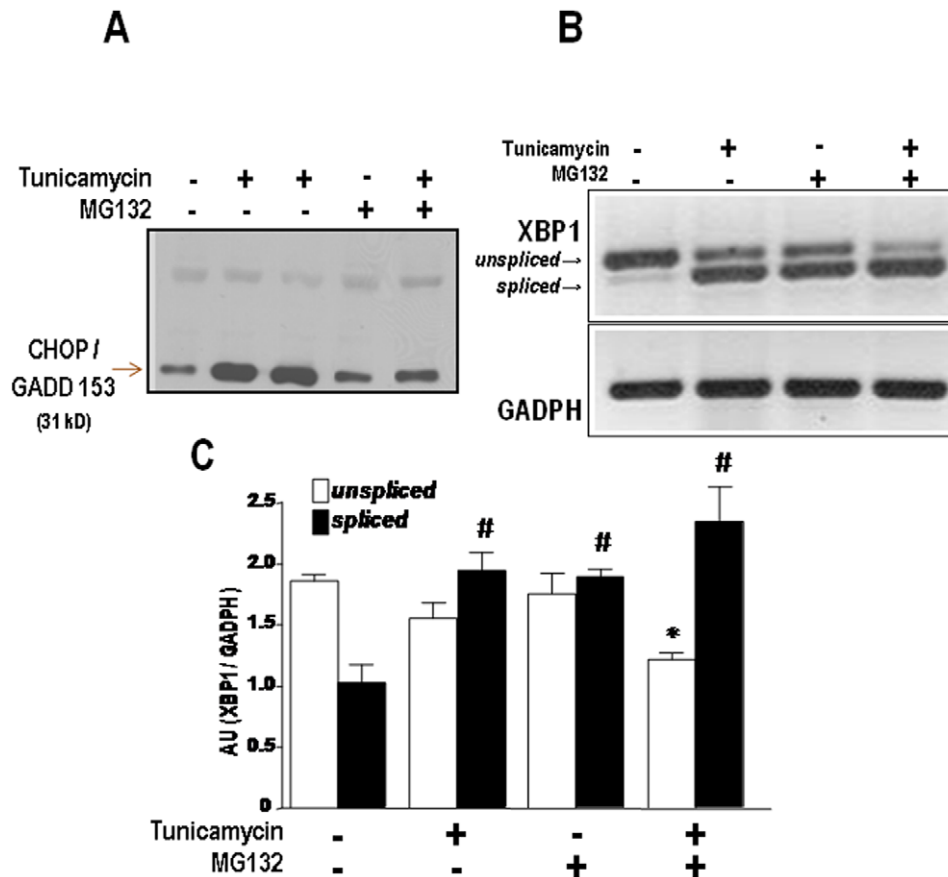 A
Tunicamycin - + + - +
MG132 - - - + +
CHOP /
GADD 153
(31 kD)
B
Tunicamycin - + - +
MG132 - - + +
XBP1
unspliced→
spliced→
GADPH
C
unspliced
spliced
AU (XBP1 / GADPH)
2.5
2.0
1.5
1.0
0.5
0
# # * #
Tunicamycin - + - +
MG132 - - + +